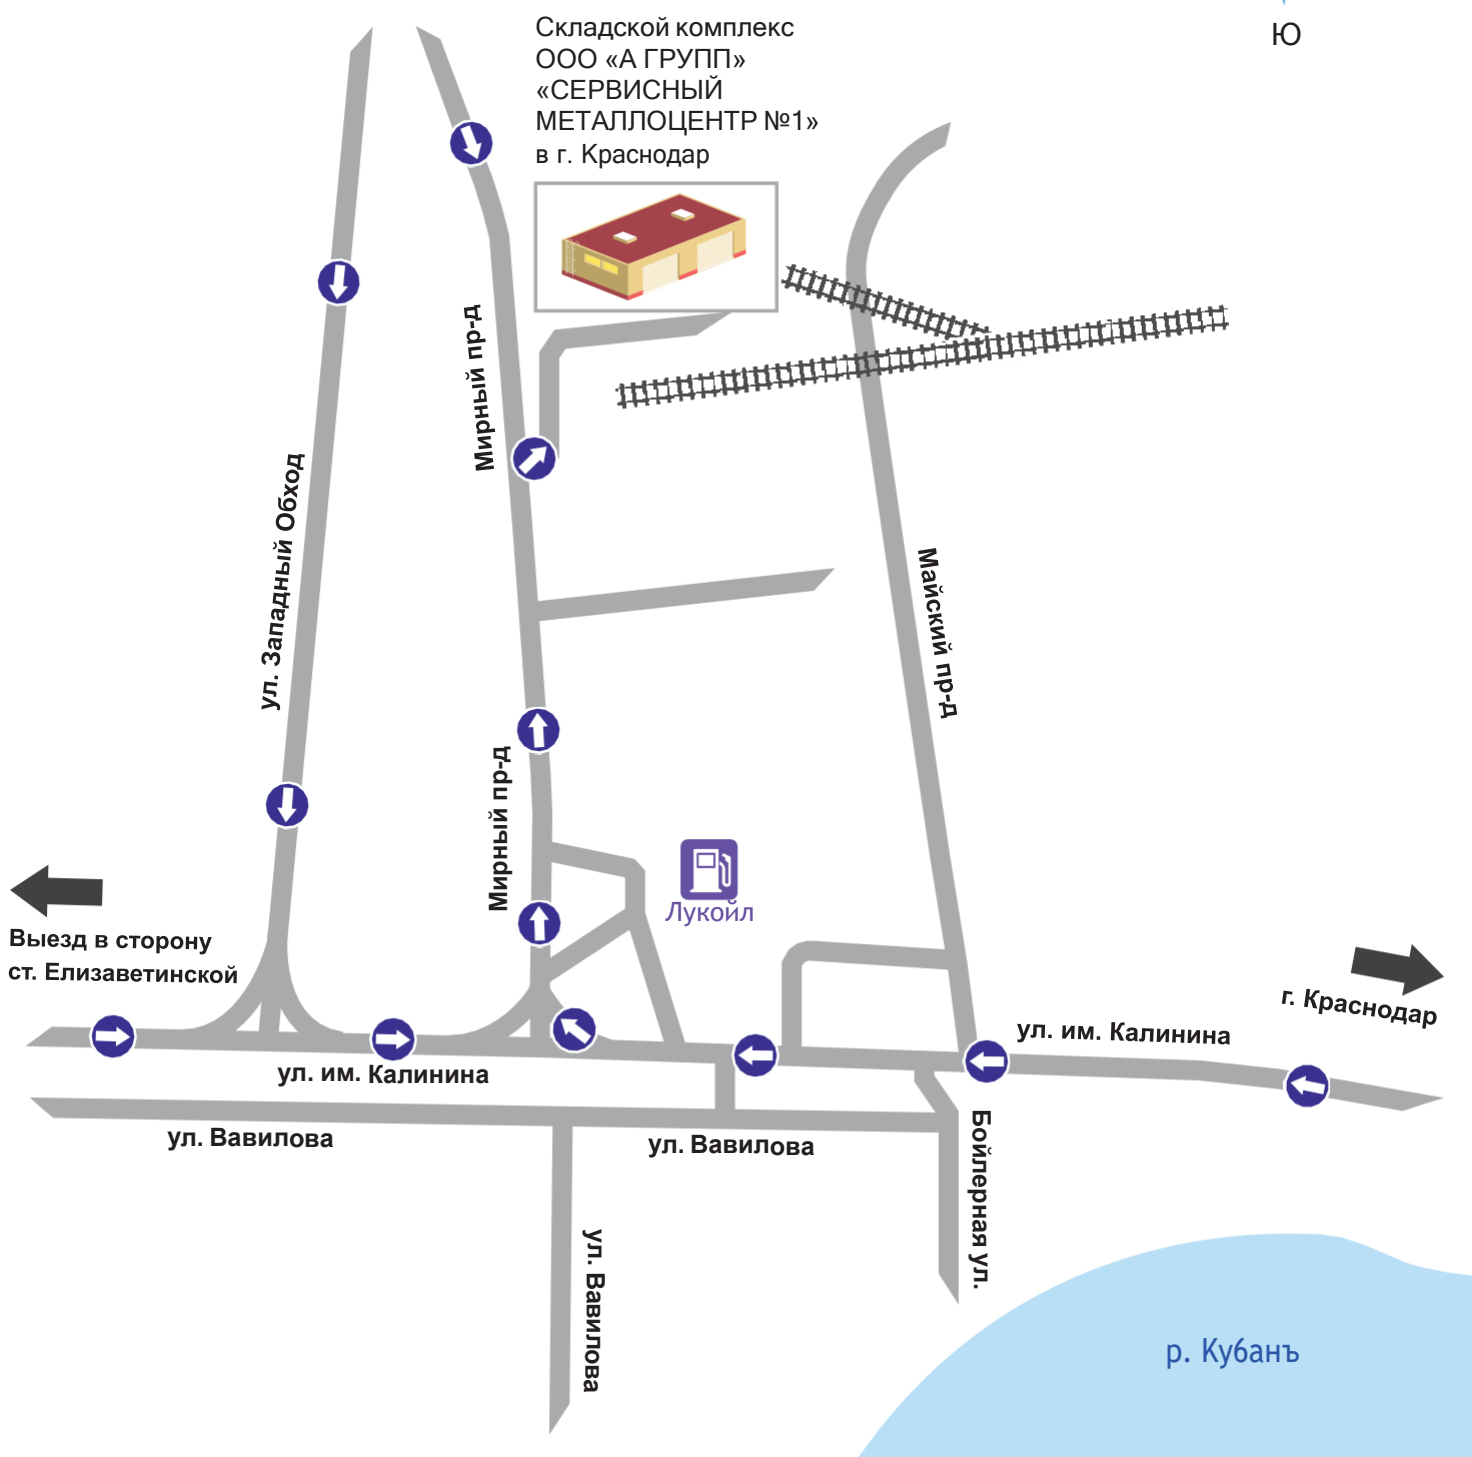 Складской комплекс
ООО «А ГРУПП»
«СЕРВИСНЫЙ
МЕТАЛЛОЦЕНТР №1»
в г. Краснодар
Ю
Мирный пр-д
ул. Западный Обход
Майский пр-д
Мирный пр-д
Лукойл
Выезд в сторону
ст. Елизаветинской
г. Краснодар
ул. им. Калинина
ул. им. Калинина
ул. Вавилова
ул. Вавилова
Бойлерная ул.
ул. Вавилова
р. Кубанъ